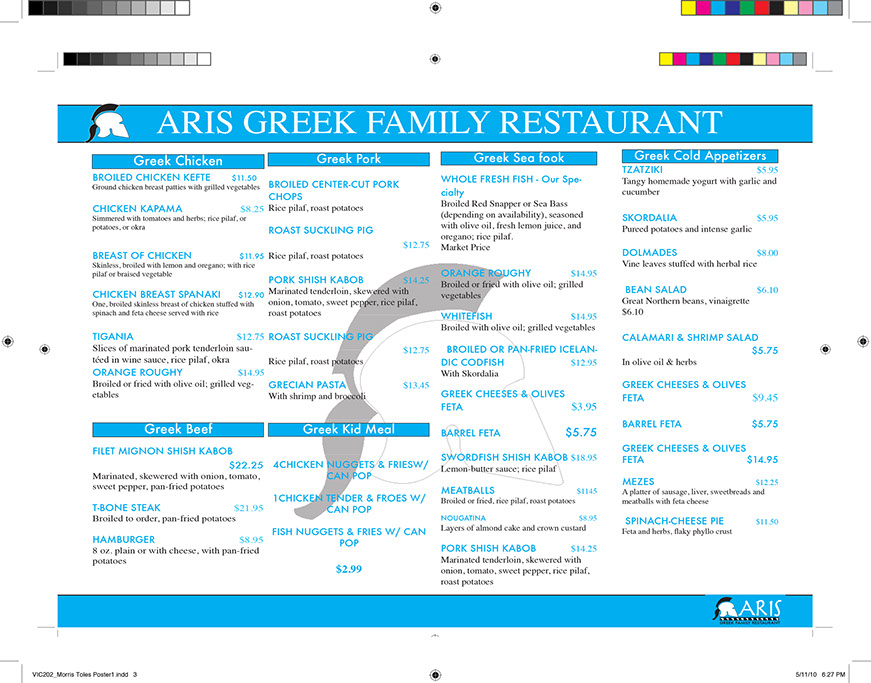 ARIS GREEK FAMILY RESTAURANT
Greek Chicken
BROILED CHICKEN KEFTE $11.50
Ground chicken breast patties with grilled vegetables
CHICKEN KAPAMA $8.25
Simmered with tomatoes and herbs; rice pilaf, or
potatoes, or okra
BREAST OF CHICKEN $11.95
Skinless, broiled with lemon and oregano; with rice
pilaf or braised vegetable
CHICKEN BREAST SPANAKI $12.90
One, broiled skinless breast of chicken stuffed with
spinach and feta cheese served with rice
TIGANIA $12.75
Slices of marinated pork tenderloin sau-
téed in wine sauce, rice pilaf, okra
ORANGE ROUGHY $14.95
Broiled or fried with olive oil; grilled veg-
etables
Greek Beef
FILET MIGNON SHISH KABOB
$22.25
Marinated, skewered with onion, tomato,
sweet pepper, pan-fried potatoes
T-BONE STEAK $21.95
Broiled to order, pan-fried potatoes
HAMBURGER $8.95
8 oz. plain or with cheese, with pan-fried
potatoes
Greek Pork
BROILED CENTER-CUT PORK
CHOPS
Rice pilaf, roast potatoes
ROAST SUCKLING PIG
$12.75
Rice pilaf, roast potatoes
PORK SHISH KABOB $14.25
Marinated tenderloin, skewered with
onion, tomato, sweet pepper, rice pilaf,
roast potatoes
ROAST SUCKLING PIG
$12.75
Rice pilaf, roast potatoes
GRECIAN PASTA $13.45
With shrimp and broccoli
Greek Kid Meal
4CHICKEN NUGGETS & FRIESW/
CAN POP
1CHICKEN TENDER & FROES W/
CAN POP
FISH NUGGETS & FRIES W/ CAN
POP
$2.99
Greek Sea fook
WHOLE FRESH FISH - Our Spe-
cialty
Broiled Red Snapper or Sea Bass
(depending on availability), seasoned
with olive oil, fresh lemon juice, and
oregano; rice pilaf.
Market Price
ORANGE ROUGHY $14.95
Broiled or fried with olive oil; grilled
vegetables
WHITEFISH $14.95
Broiled with olive oil; grilled vegetables
BROILED OR PAN-FRIED ICELAN-
DIC CODFISH $12.95
With Skordalia
GREEK CHEESES & OLIVES
FETA $3.95
BARREL FETA $5.75
SWORDFISH SHISH KABOB $18.95
Lemon-butter sauce; rice pilaf
MEATBALLS $1145
Broiled or fried, rice pilaf, roast potatoes
NOUGATINA $8.95
Layers of almond cake and crown custard
PORK SHISH KABOB $14.25
Marinated tenderloin, skewered with
onion, tomato, sweet pepper, rice pilaf,
roast potatoes
Greek Cold Appetizers
TZATZIKI $5.95
Tangy homemade yogurt with garlic and
cucumber
SKORDALIA $5.95
Pureed potatoes and intense garlic
DOLMADES $8.00
Vine leaves stuffed with herbal rice
BEAN SALAD $6.10
Great Northern beans, vinaigrette
$6.10
CALAMARI & SHRIMP SALAD
$5.75
In olive oil & herbs
GREEK CHEESES & OLIVES
FETA $9.45
BARREL FETA $5.75
GREEK CHEESES & OLIVES
FETA $14.95
MEZES $12 25
A platter of sausage, liver, sweetbreads and
meatballs with feta cheese
SPINACH-CHEESE PIE $11.50
Feta and herbs, flaky phyllo crust
ARIS
GREEK FAMILY RESTAURANT
VIC202_Morris Toles Poster1.indd 3
5/11/10 6:27 PM